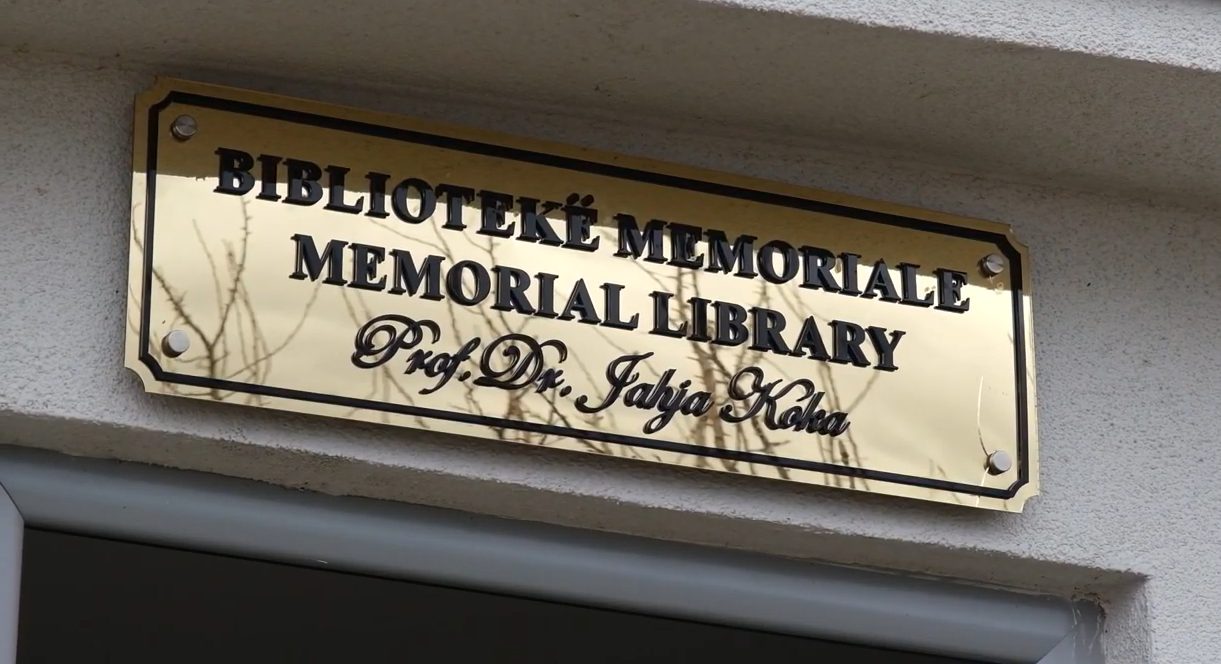 BIBLIOTEKË MEMORIALE
MEMORIAL LIBRARY
Prof. Dr. Jahja Koka